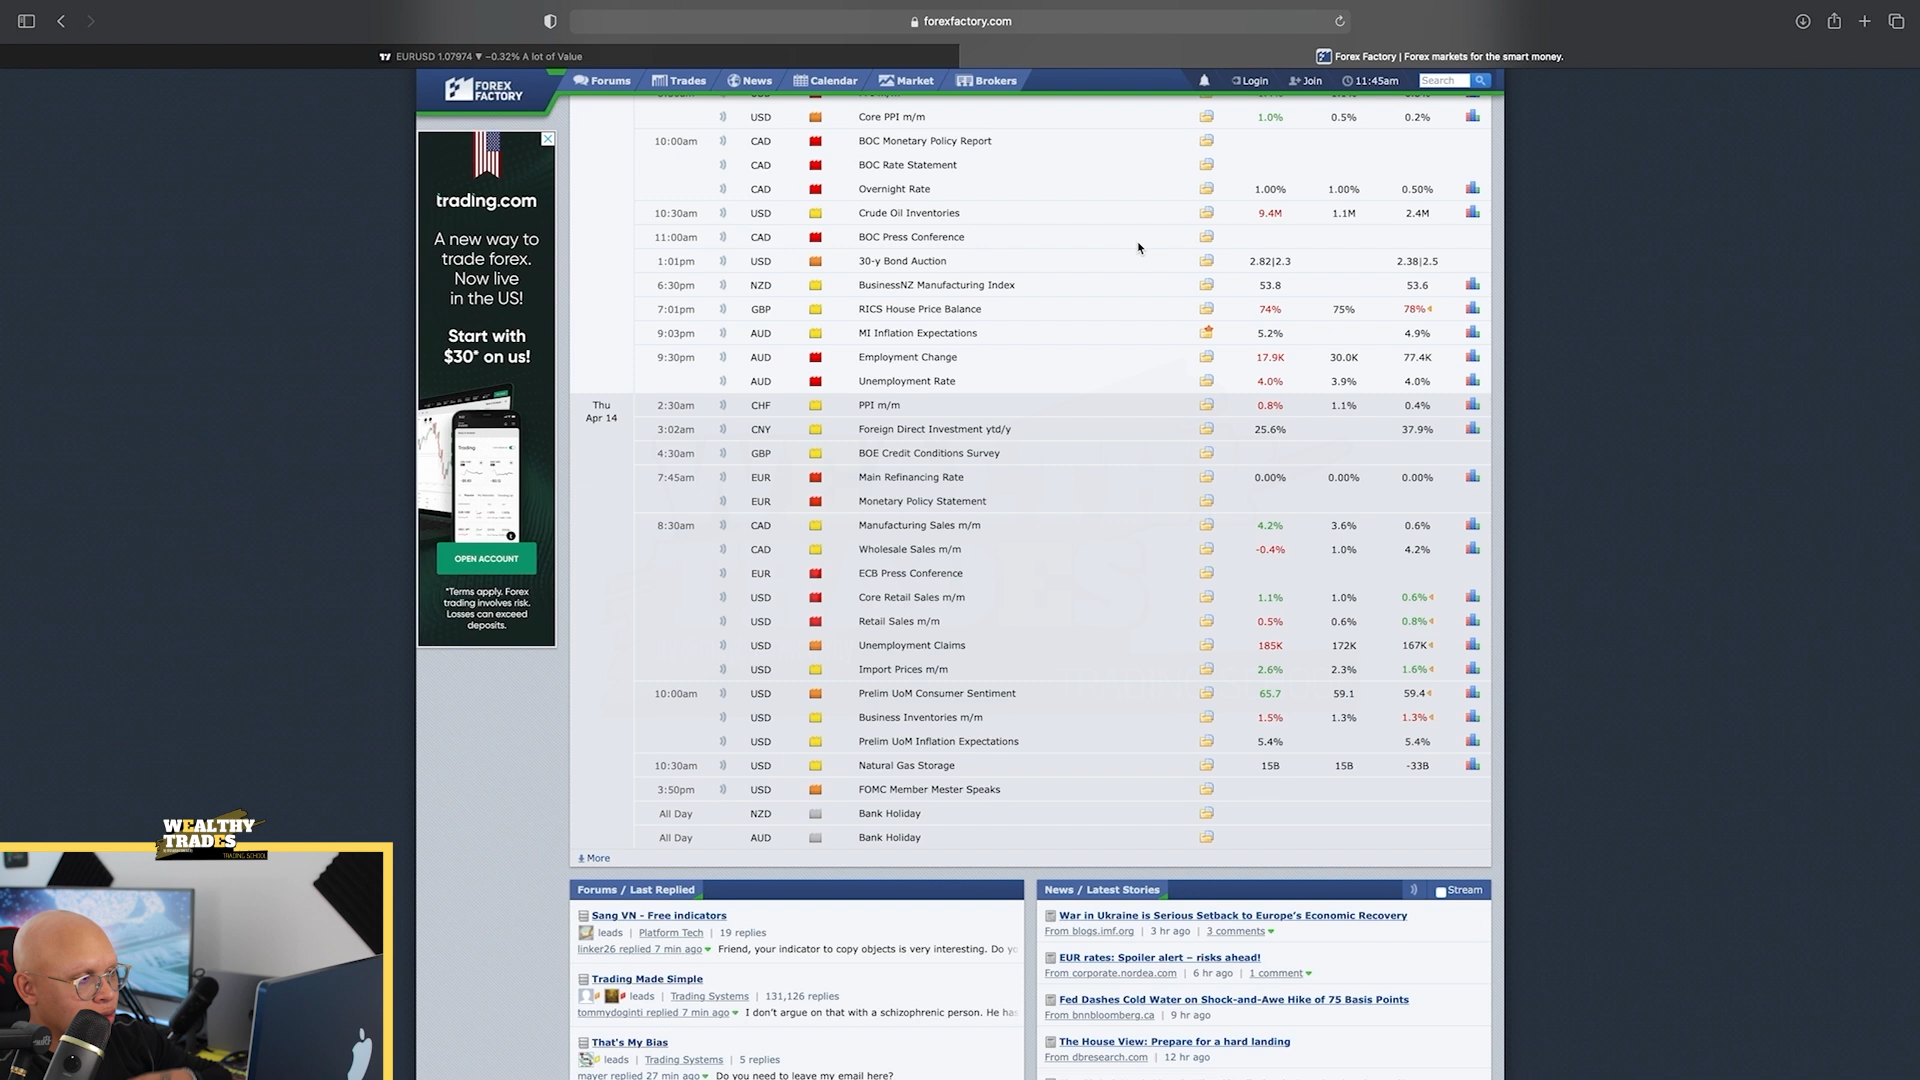 forexfactory.com
EURUSD 1.07974 ▼ −0.32% A lot of Value
Forex Factory | Forex markets for the smart money.
FOREX FACTORY
Forums Trades News Calendar Market Brokers
Login Join 11:45am Search
USD Core PPI m/m 1.0% 0.5% 0.2%
10:00am CAD BOC Monetary Policy Report
CAD BOC Rate Statement
CAD Overnight Rate 1.00% 1.00% 0.50%
10:30am USD Crude Oil Inventories 9.4M 1.1M 2.4M
11:00am CAD BOC Press Conference
1:01pm USD 30-y Bond Auction 2.82|2.3 2.38|2.5
6:30pm NZD BusinessNZ Manufacturing Index 53.8 53.6
7:01pm GBP RICS House Price Balance 74% 75% 78%
9:03pm AUD MI Inflation Expectations 5.2% 4.9%
9:30pm AUD Employment Change 17.9K 30.0K 77.4K
AUD Unemployment Rate 4.0% 3.9% 4.0%
Thu
Apr 14
2:30am CHF PPI m/m 0.8% 1.1% 0.4%
3:02am CNY Foreign Direct Investment ytd/y 25.6% 37.9%
4:30am GBP BOE Credit Conditions Survey
7:45am EUR Main Refinancing Rate 0.00% 0.00% 0.00%
EUR Monetary Policy Statement
8:30am CAD Manufacturing Sales m/m 4.2% 3.6% 0.6%
CAD Wholesale Sales m/m -0.4% 1.0% 4.2%
EUR ECB Press Conference
USD Core Retail Sales m/m 1.1% 1.0% 0.6%
USD Retail Sales m/m 0.5% 0.6% 0.8%
USD Unemployment Claims 185K 172K 167K
USD Import Prices m/m 2.6% 2.3% 1.6%
10:00am USD Prelim UoM Consumer Sentiment 65.7 59.1 59.4
USD Business Inventories m/m 1.5% 1.3% 1.3%
USD Prelim UoM Inflation Expectations 5.4% 5.4%
10:30am USD Natural Gas Storage 15B 15B -33B
3:50pm USD FOMC Member Mester Speaks
All Day NZD Bank Holiday
All Day AUD Bank Holiday
More
trading.com
A new way to
trade forex.
Now live
in the US!
Start with
$30* on us!
OPEN ACCOUNT
*Terms apply. Forex
trading involves risk.
Losses can exceed
deposits.
Forums / Last Replied
Sang VN - Free indicators
leads | Platform Tech | 19 replies
linker26 replied 7 min ago Friend, your indicator to copy objects is very interesting. Do yo
Trading Made Simple
leads | Trading Systems | 131,126 replies
tommydoginti replied 7 min ago I don't argue on that with a schizophrenic person. He has
That's My Bias
leads | Trading Systems | 5 replies
mayer replied 27 min ago Do you need to leave my email here?
News / Latest Stories Stream
War in Ukraine is Serious Setback to Europe's Economic Recovery
From blogs.imf.org | 3 hr ago | 3 comments
EUR rates: Spoiler alert – risks ahead!
From corporate.nordea.com | 6 hr ago | 1 comment
Fed Dashes Cold Water on Shock-and-Awe Hike of 75 Basis Points
From bnnbloomberg.ca | 9 hr ago
The House View: Prepare for a hard landing
From dbresearch.com | 12 hr ago
WEALTHY
TRADES
TRADING SCHOOL